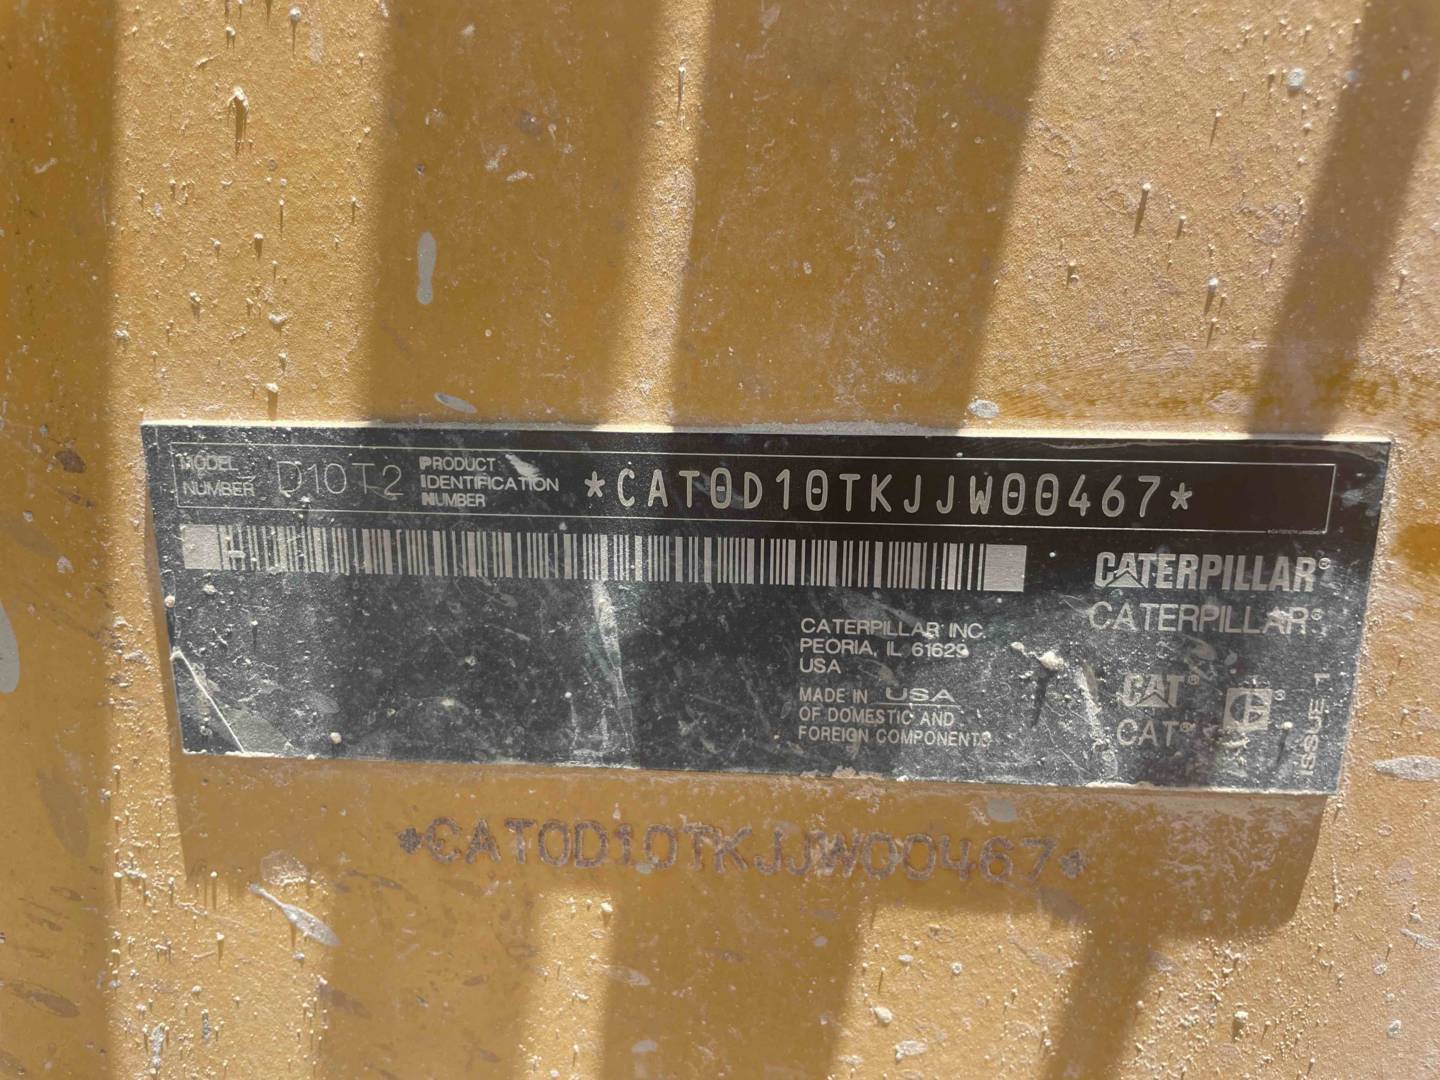 MODEL NUMBER D10T2 PRODUCT IDENTIFICATION NUMBER *CAT0D10TKJJW00467*
CATERPILLAR®
CATERPILLAR®
CATERPILLAR INC.
PEORIA, IL 61629
USA
MADE IN USA
OF DOMESTIC AND
FOREIGN COMPONENTS
CAT®
CAT®
C®
ISSUE 1
*CAT0D10TKJJW00467*